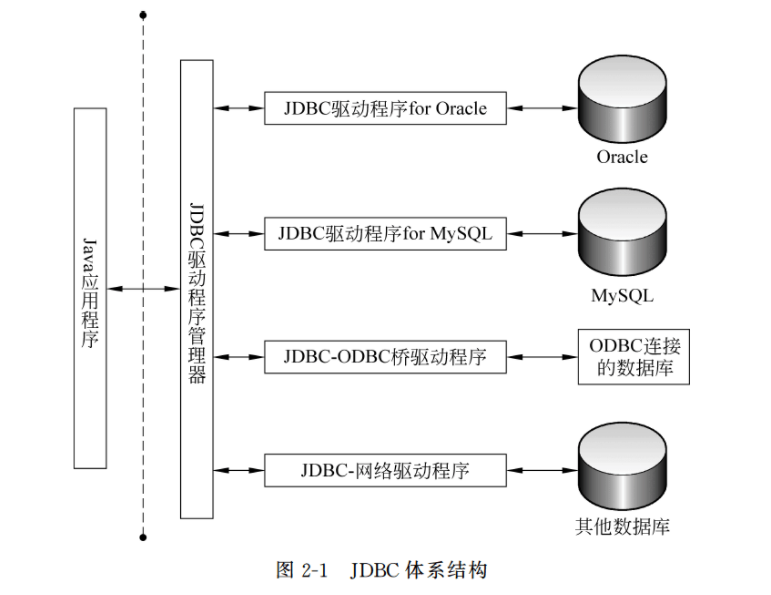 Java应用程序
JDBC驱动程序管理器
JDBC驱动程序for Oracle
Oracle
JDBC驱动程序for MySQL
MySQL
JDBC-ODBC桥驱动程序
ODBC连接
的数据库
JDBC-网络驱动程序
其他数据库
图 2-1 JDBC 体系结构